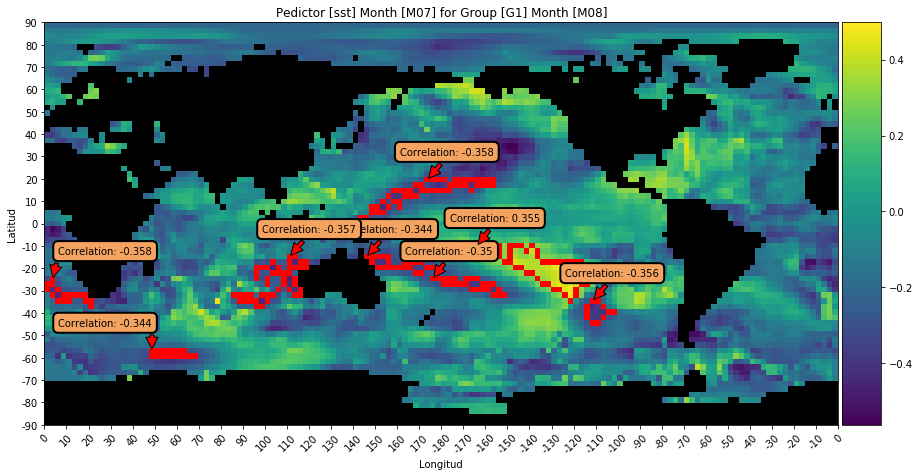 Pedictor [sst] Month [M07] for Group [G1] Month [M08]
90
80
70
60
50
40
30
20
10
0
-10
-20
-30
-40
-50
-60
-70
-80
-90
Latitud
Correlation: -0.358
Correlation: 0.355
Correlation: -0.357
elation: -0.344
Correlation: -0.358
Correlation: -0.35
Correlation: -0.356
Correlation: -0.344
0 10 20 30 40 50 60 70 80 90 100 110 120 130 140 150 160 170 -180 -170 -160 -150 -140 -130 -120 -110 -100 -90 -80 -70 -60 -50 -40 -30 -20 -10 0
Longitud
0.4
0.2
0.0
-0.2
-0.4